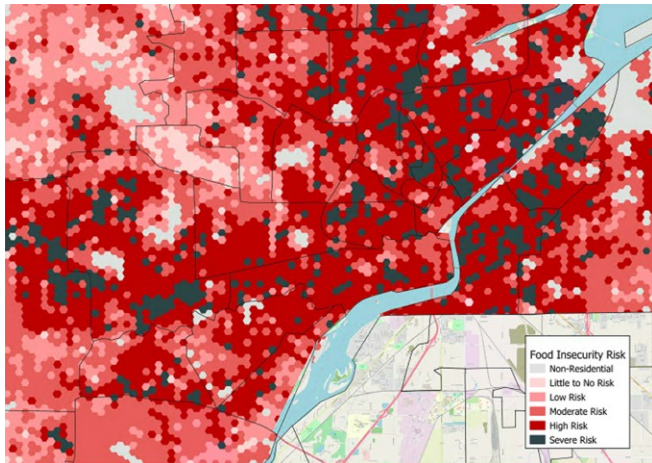 Food Insecurity Risk
Non-Residential
Little to No Risk
Low Risk
Moderate Risk
High Risk
Severe Risk